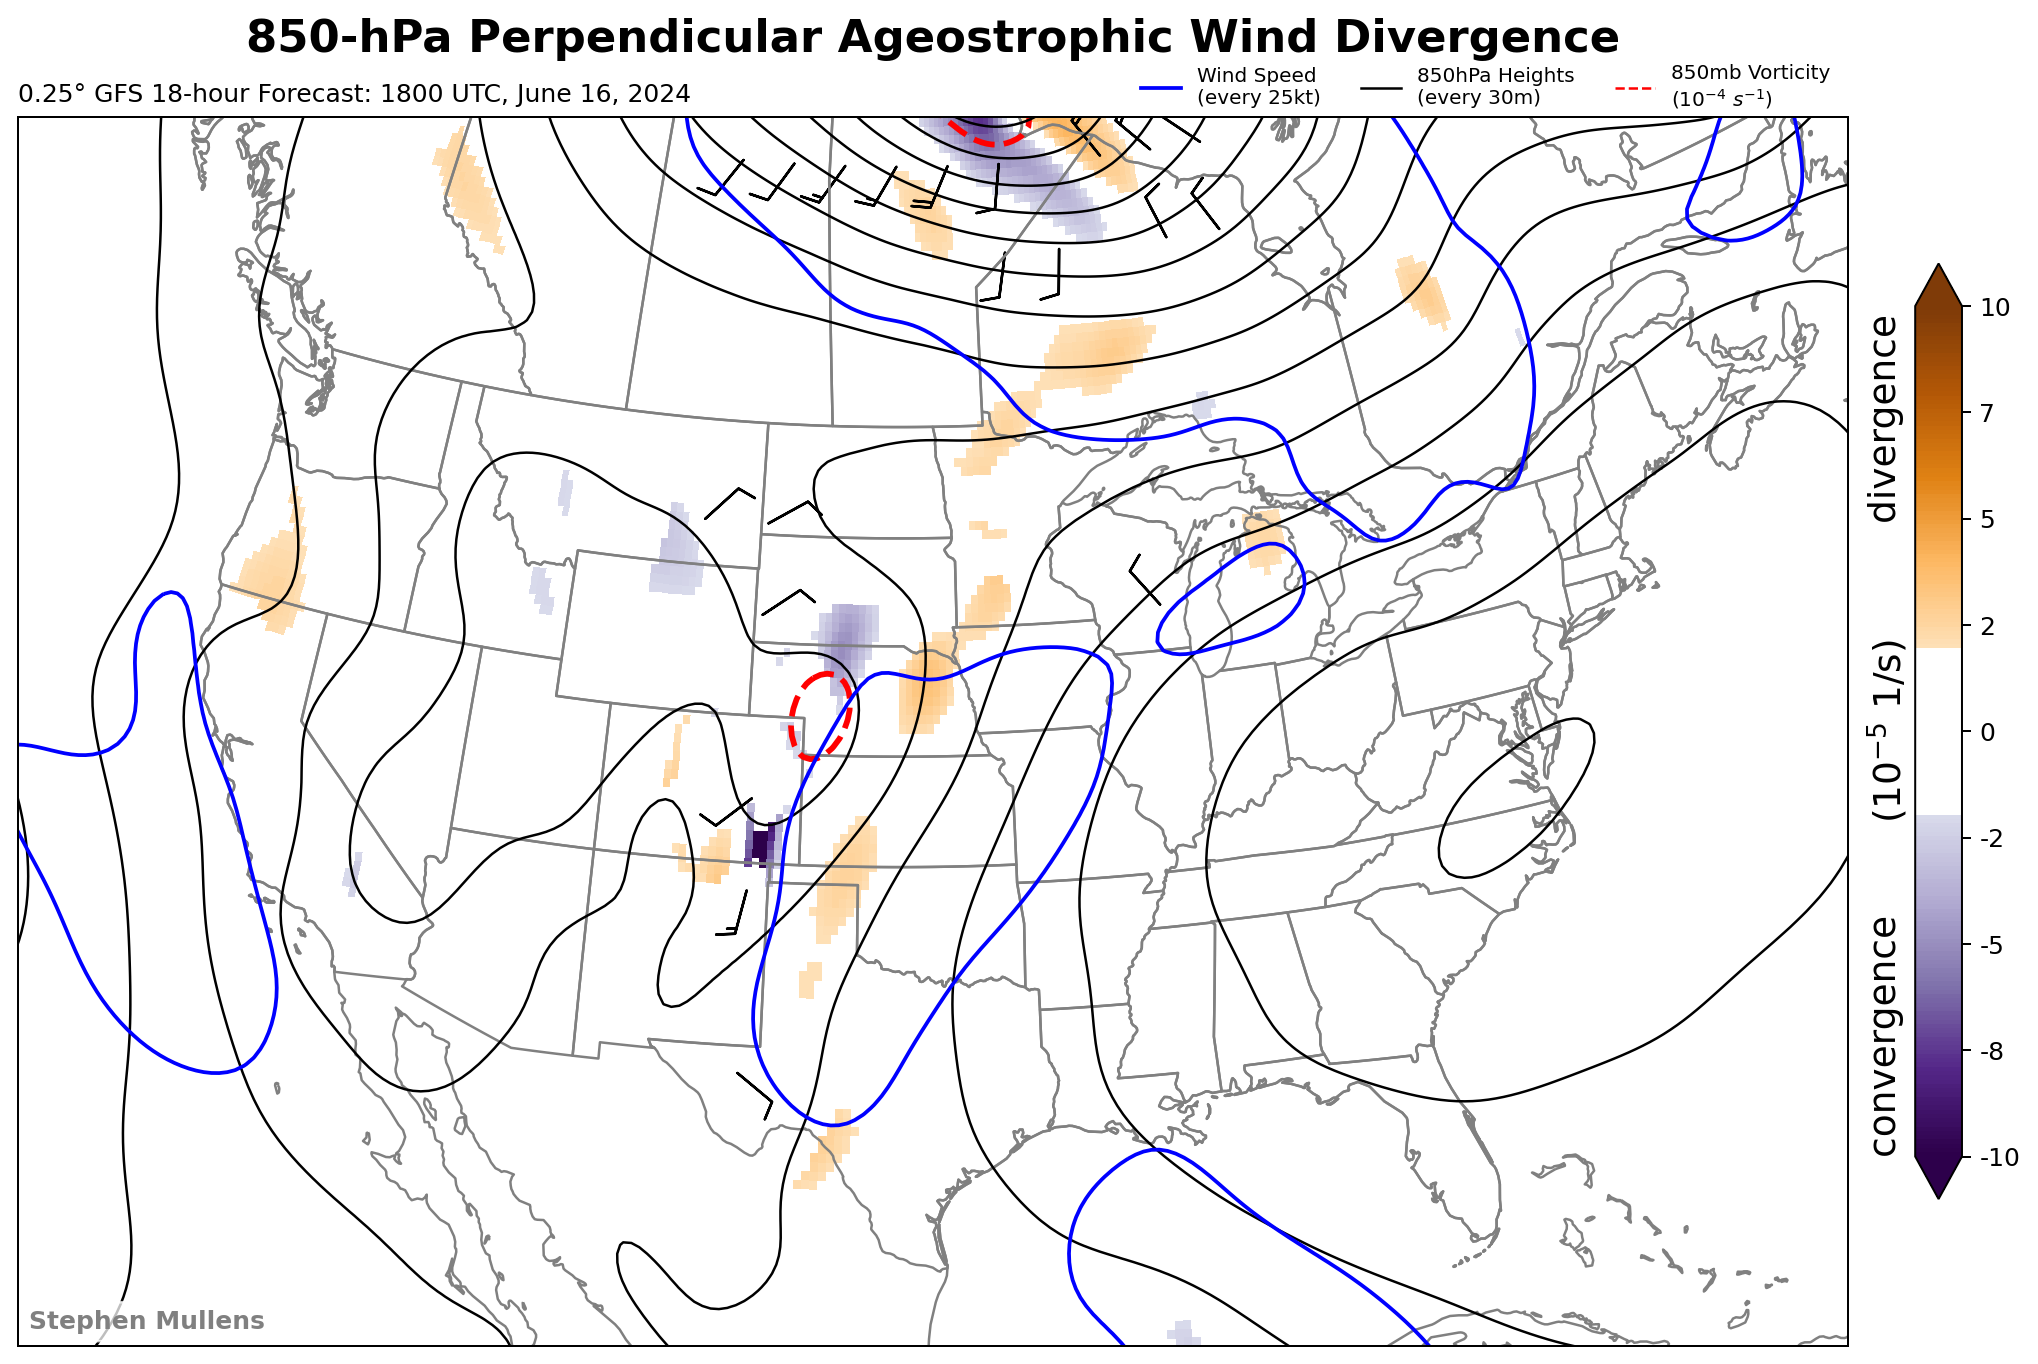 850-hPa Perpendicular Ageostrophic Wind Divergence
0.25° GFS 18-hour Forecast: 1800 UTC, June 16, 2024
Wind Speed
(every 25kt)
850hPa Heights
(every 30m)
850mb Vorticity
(10⁻⁴ s⁻¹)
10
7
5
2
0
-2
-5
-8
-10
convergence (10⁻⁵ 1/s) divergence
Stephen Mullens